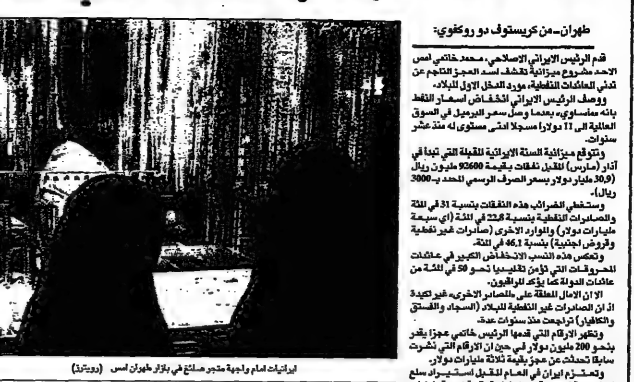 طهران-من كريستوف دو روكفوي:
قدم الرئيس الايراني الاصلاحي، محمد خاتمي امس
الاحد مشروع ميزانية تقشف لسد العجز الناجم عن
تدني العائدات النفطية، مورد الدخل الاول للبلاد.
ووصف الرئيس الايراني انخفاض اسعار النفط
بانه «مأساوي»، بعدما وصل سعر البرميل في السوق
العالمية الى 11 دولارا مسجلا ادنى مستوى له منذ عشر
سنوات.
وتتوقع ميزانية السنة الايرانية المقبلة التي تبدأ في
آذار (مارس) المقبل نفقات بقيمة 92600 مليون ريال
(30,9 مليار دولار بسعر الصرف الرسمي المحدد بـ3000
ريال).
وستغطي الضرائب هذه النفقات بنسبة 31 في المئة
والصادرات النفطية بنسبة 22,8 في المئة (اي سبعة
مليارات دولار) والموارد الاخرى (صادرات غير نفطية
وقروض اجنبية) بنسبة 46,1 في المئة.
وتعكس هذه النسب الانخفاض الكبير في عائدات
المحروقات التي تؤمن تقليديا نحو 50 في المئة من
عائدات الدولة كما يؤكد المراقبون.
الا ان الامال المعلقة على «المصادر الاخرى» غير اكيدة
اذ ان الصادرات غير النفطية للبلاد (السجاد والفستق
والكافيار) تراجعت منذ سنوات عدة.
وتظهر الارقام التي قدمها الرئيس خاتمي عجزا يقدر
بنحو 200 مليون دولار في حين ان الارقام التي نشرت
سابقا تحدثت عن عجز بقيمة ثلاثة مليارات دولار.
وتعتزم ايران في العام المقبل استيراد سلع
ايرانيات امام واجهة متجر صائغ في بازار طهران امس (رويترز)